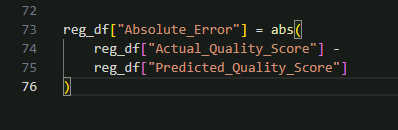 72
73 reg_df["Absolute_Error"] = abs(
74     reg_df["Actual_Quality_Score"] -
75     reg_df["Predicted_Quality_Score"]
76 )